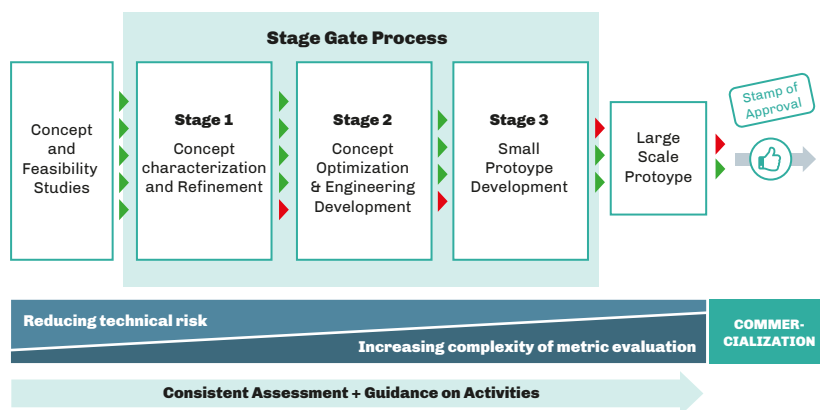 Stage Gate Process
Concept
and
Feasibility
Studies
Stage 1
Concept
characterization
and Refinement
Stage 2
Concept
Optimization
& Engineering
Development
Stage 3
Small
Protoype
Development
Large
Scale
Protoype
Stamp of
Approval
Reducing technical risk
Increasing complexity of metric evaluation
COMMER-
CIALIZATION
Consistent Assessment + Guidance on Activities